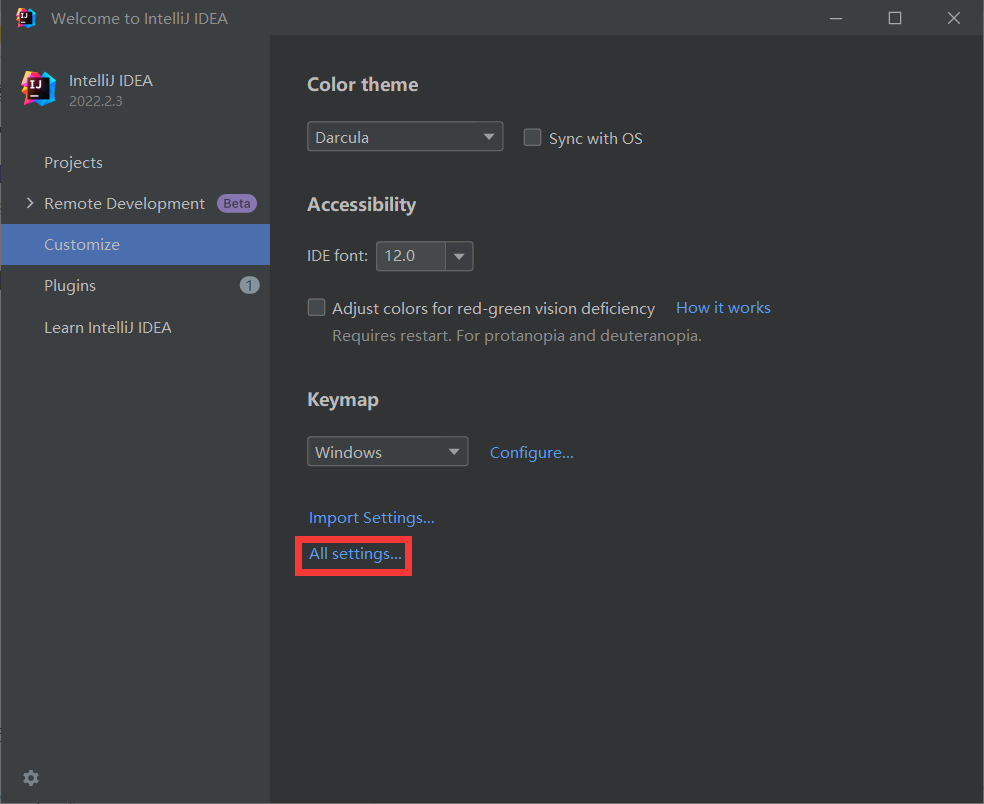 Welcome to IntelliJ IDEA
IntelliJ IDEA
2022.2.3
Projects
Remote Development Beta
Customize
Plugins 1
Learn IntelliJ IDEA
Color theme
Darcula Sync with OS
Accessibility
IDE font: 12.0
Adjust colors for red-green vision deficiency How it works
Requires restart. For protanopia and deuteranopia.
Keymap
Windows Configure...
Import Settings...
All settings...